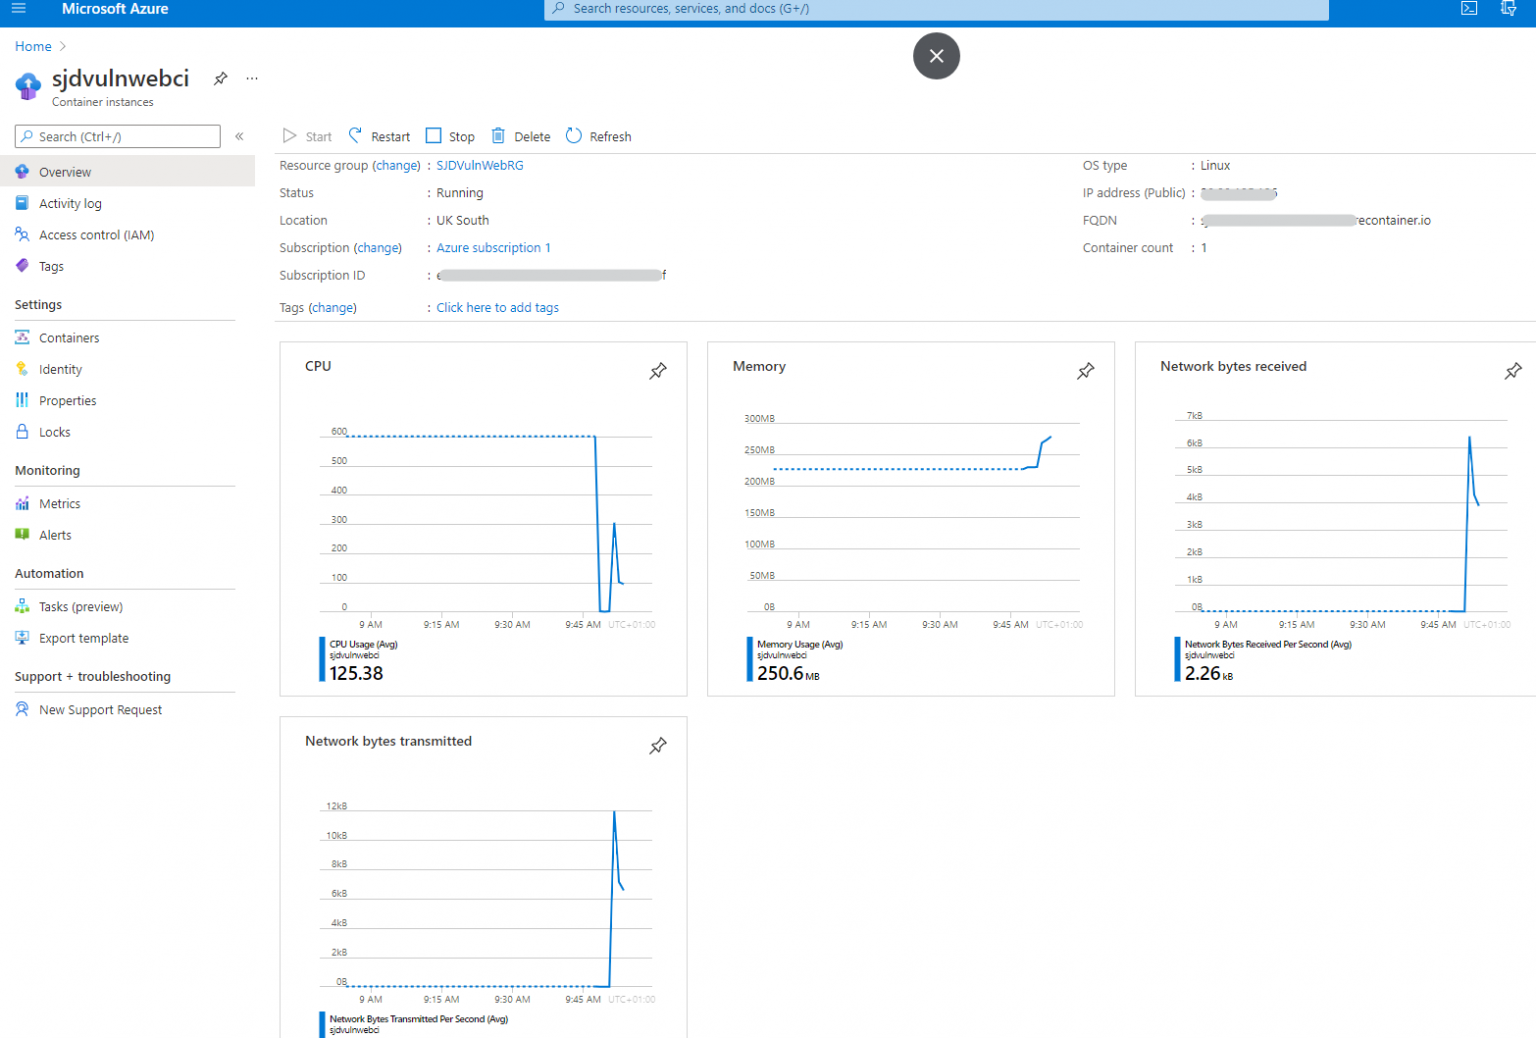 Microsoft Azure
Search resources, services, and docs (G+/)
Home
sjdvulnwebci
Container instances
Search (Ctrl+/)
Start
Restart
Stop
Delete
Refresh
Overview
Activity log
Access control (IAM)
Tags
Settings
Containers
Identity
Properties
Locks
Monitoring
Metrics
Alerts
Automation
Tasks (preview)
Export template
Support + troubleshooting
New Support Request
Resource group (change) : SJDVulnWebRG
Status : Running
Location : UK South
Subscription (change) : Azure subscription 1
Subscription ID :
Tags (change) : Click here to add tags
OS type : Linux
IP address (Public) :
FQDN : recontainer.io
Container count : 1
CPU
600
500
400
300
200
100
0
9 AM 9:15 AM 9:30 AM 9:45 AM UTC+01:00
CPU Usage (Avg)
sjdvulnwebci
125.38
Memory
300MB
250MB
200MB
150MB
100MB
50MB
0B
9 AM 9:15 AM 9:30 AM 9:45 AM UTC+01:00
Memory Usage (Avg)
sjdvulnwebci
250.6 MB
Network bytes received
7kB
6kB
5kB
4kB
3kB
2kB
1kB
0B
9 AM 9:15 AM 9:30 AM 9:45 AM UTC+01:00
Network Bytes Received Per Second (Avg)
sjdvulnwebci
2.26 kB
Network bytes transmitted
12kB
10kB
8kB
6kB
4kB
2kB
0B
9 AM 9:15 AM 9:30 AM 9:45 AM UTC+01:00
Network Bytes Transmitted Per Second (Avg)
sjdvulnwebci